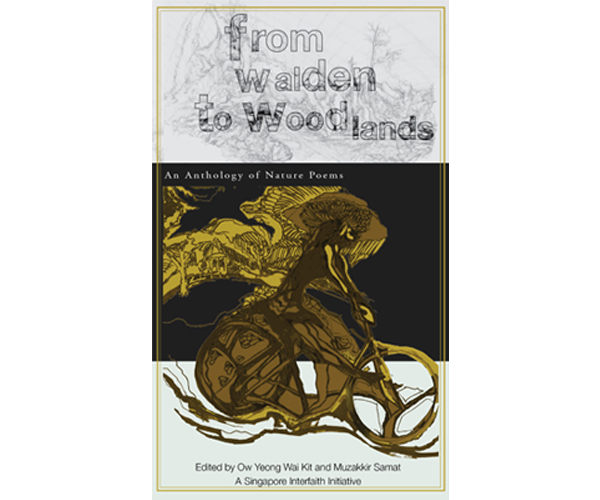 from
walden
to Woodlands
An Anthology of Nature Poems
Edited by Ow Yeong Wai Kit and Muzakkir Samat
A Singapore Interfaith Initiative